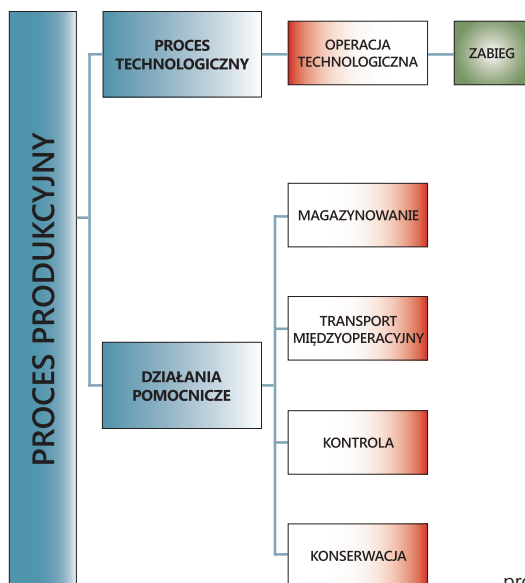 PROCES PRODUKCYJNY
PROCES
TECHNOLOGICZNY
OPERACJA
TECHNOLOGICZNA
ZABIEG
DZIAŁANIA
POMOCNICZE
MAGAZYNOWANIE
TRANSPORT
MIĘDZYOPERACYJNY
KONTROLA
KONSERWACJA